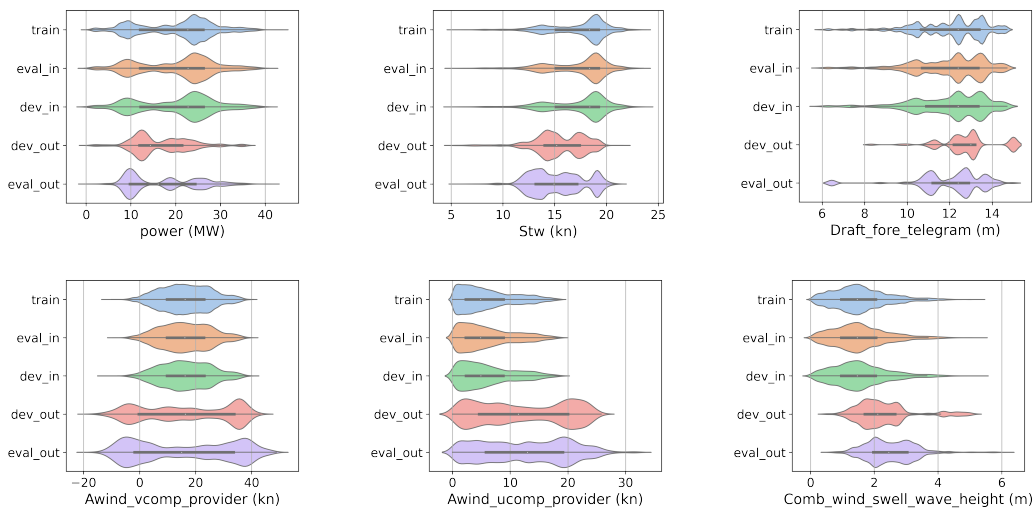 train
eval_in
dev_in
dev_out
eval_out
0 10 20 30 40
power (MW)
train
eval_in
dev_in
dev_out
eval_out
5 10 15 20 25
Stw (kn)
train
eval_in
dev_in
dev_out
eval_out
6 8 10 12 14
Draft_fore_telegram (m)
train
eval_in
dev_in
dev_out
eval_out
−20 0 20 40
Awind_vcomp_provider (kn)
train
eval_in
dev_in
dev_out
eval_out
0 10 20 30
Awind_ucomp_provider (kn)
train
eval_in
dev_in
dev_out
eval_out
0 2 4 6
Comb_wind_swell_wave_height (m)